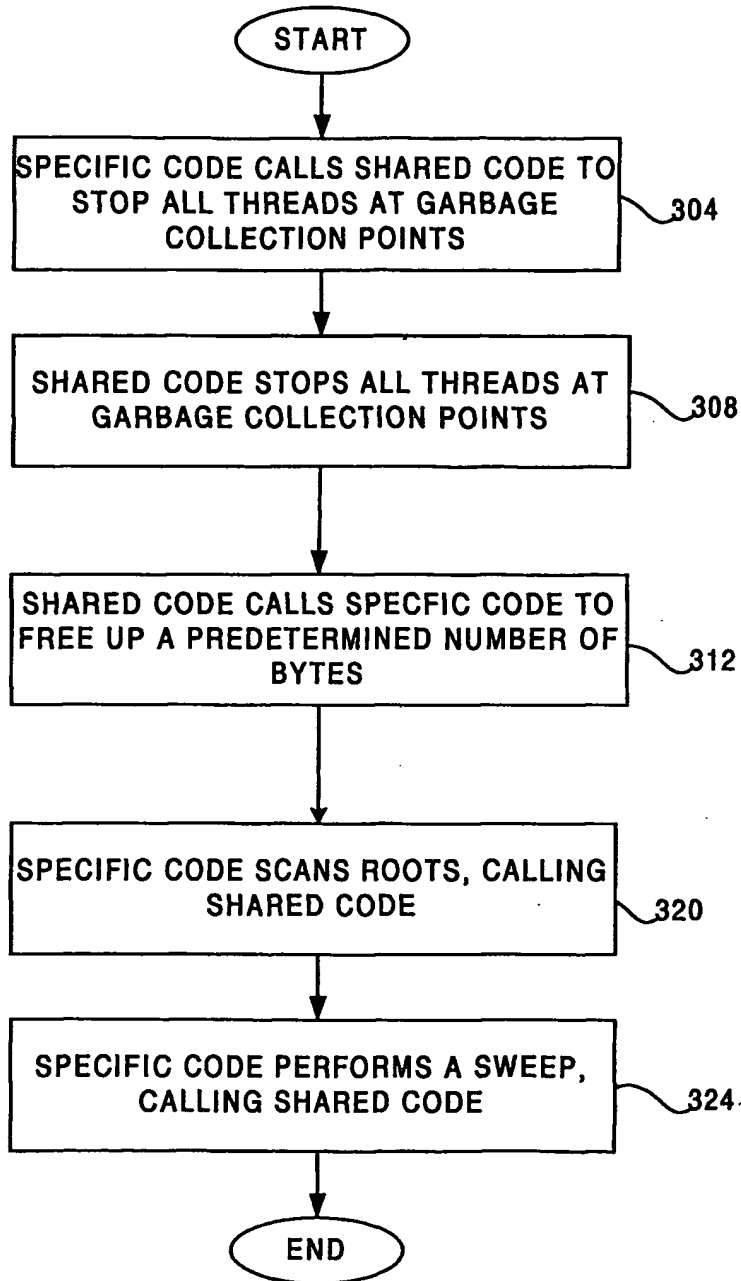 START
SPECIFIC CODE CALLS SHARED CODE TO
STOP ALL THREADS AT GARBAGE
COLLECTION POINTS
304
SHARED CODE STOPS ALL THREADS AT
GARBAGE COLLECTION POINTS
308
SHARED CODE CALLS SPECFIC CODE TO
FREE UP A PREDETERMINED NUMBER OF
BYTES
312
SPECIFIC CODE SCANS ROOTS, CALLING
SHARED CODE
320
SPECIFIC CODE PERFORMS A SWEEP,
CALLING SHARED CODE
324
END